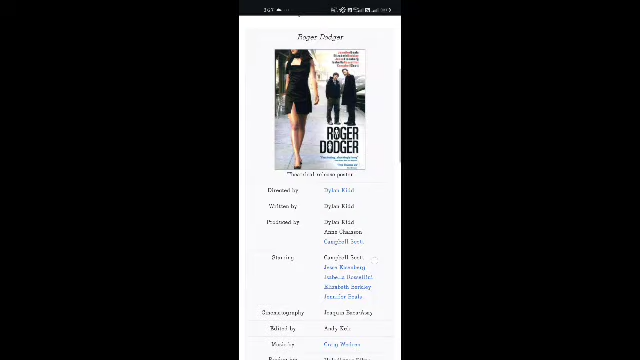 Roger Dodger
ROGER
DODGER
Theatrical release poster
Directed by Dylan Kidd
Written by Dylan Kidd
Produced by Dylan Kidd
Anne Chaisson
Campbell Scott
Starring Campbell Scott
Jesse Eisenberg
Isabella Rossellini
Elizabeth Berkley
Jennifer Beals
Cinematography Joaquin Baca-Asay
Edited by Andy Keir
Music by Craig Wedren